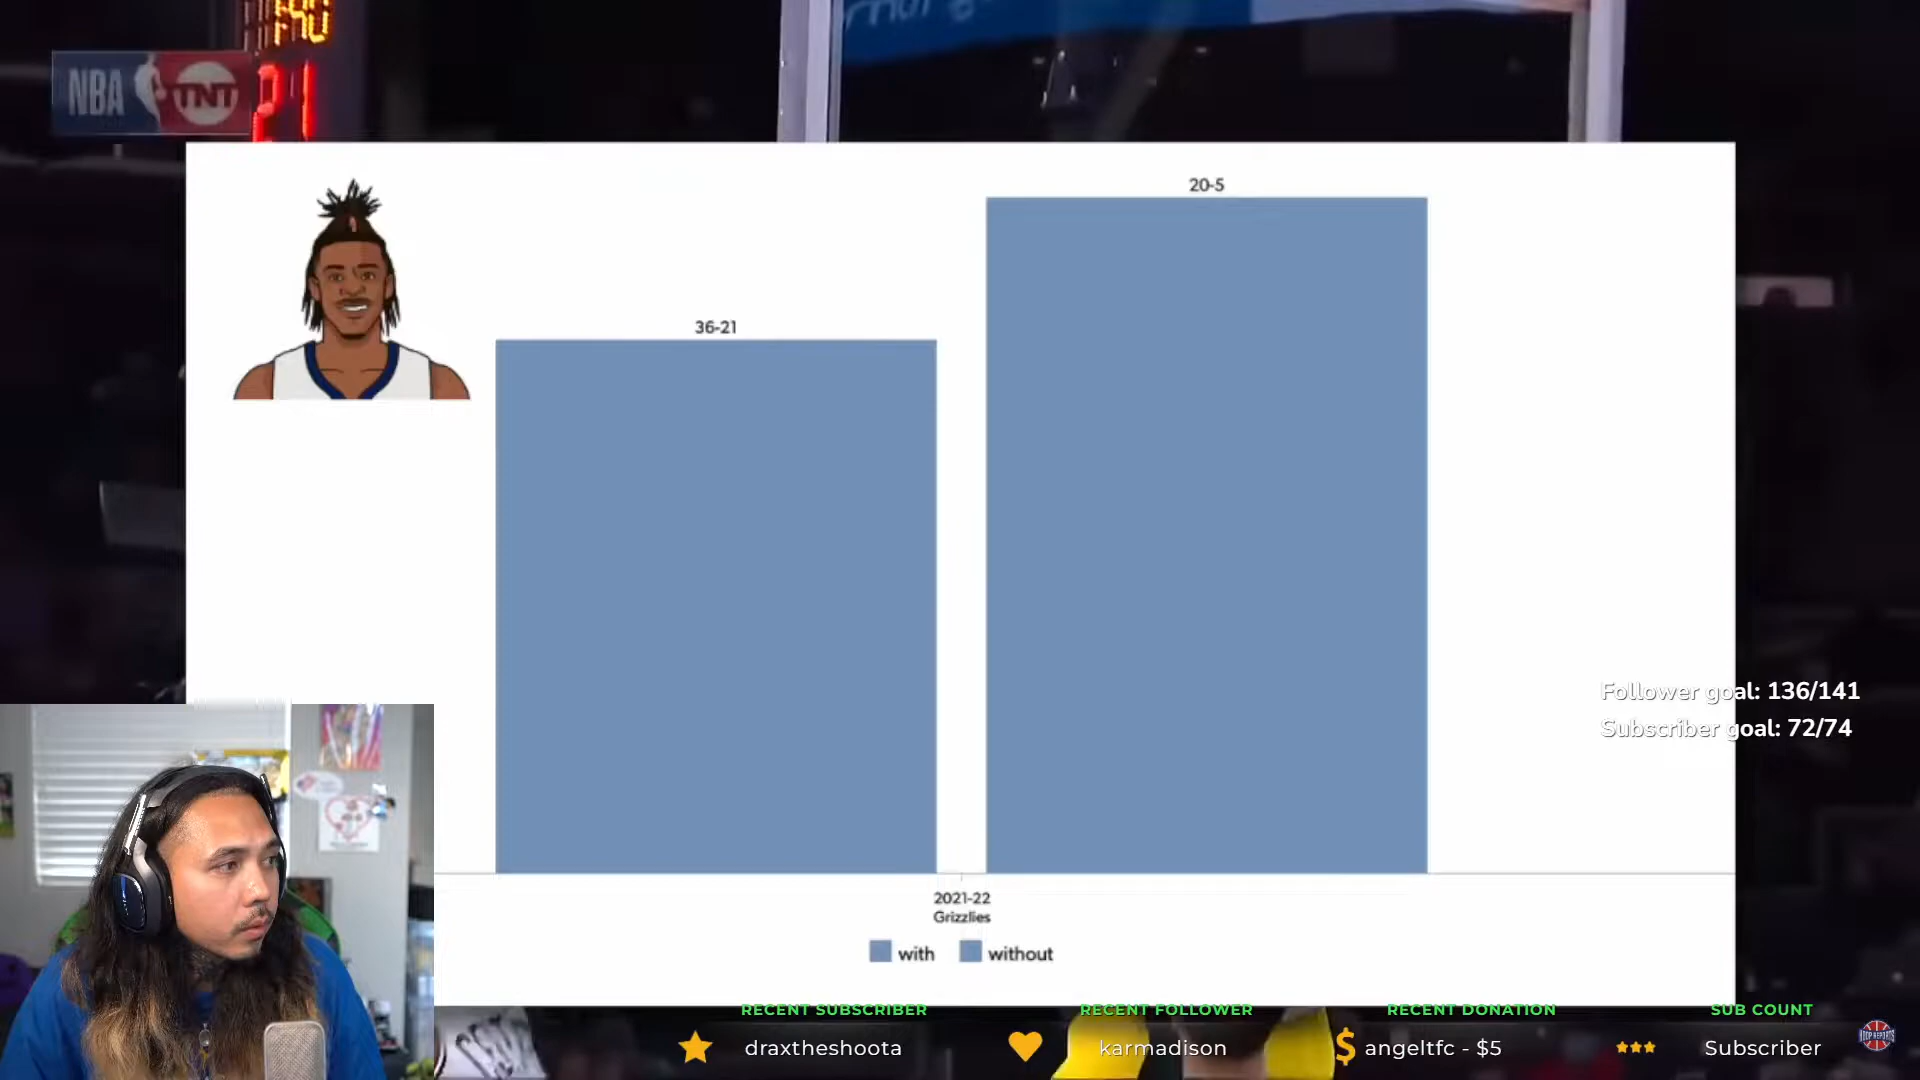 NBA
TNT
21
20-5
36-21
Follower goal: 136/141
Subscriber goal: 72/74
2021-22
Grizzlies
with
without
RECENT SUBSCRIBER
RECENT FOLLOWER
RECENT DONATION
SUB COUNT
draxtheshoota
karmadison
angeltfc - $5
Subscriber